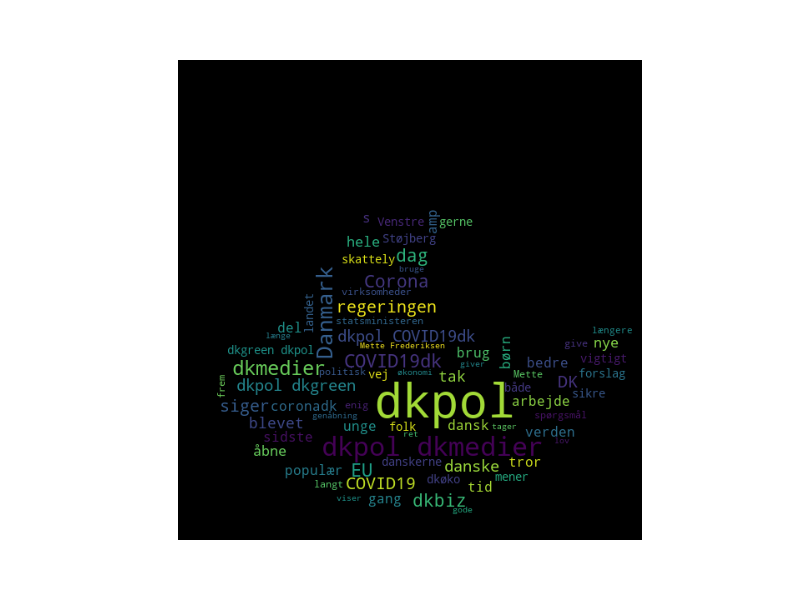 s Venstre amp gerne
hele Støjberg
skattely dag
bruge
Corona
virksomheder
Danmark landet regeringen
statsministeren
del længe
dkpol COVID19dk
børn give nye længere
Mette Frederiksen
dkgreen dkpol
COVID19dk brug
vigtigt
dkmedier
politisk vej økonomi giver
bedre
tak Mette DK forslag
frem dkpol dkgreen
både sikre
dkpol
siger coronadk enig
arbejde
genåbning
spørgsmål
blevet unge folk dansk tager
verden
sidste ret
dkpol dkmedier lov
åbne
danskerne
tror
populær EU danske
mener
langt COVID19 dkøko tid
viser gang dkbiz
gode